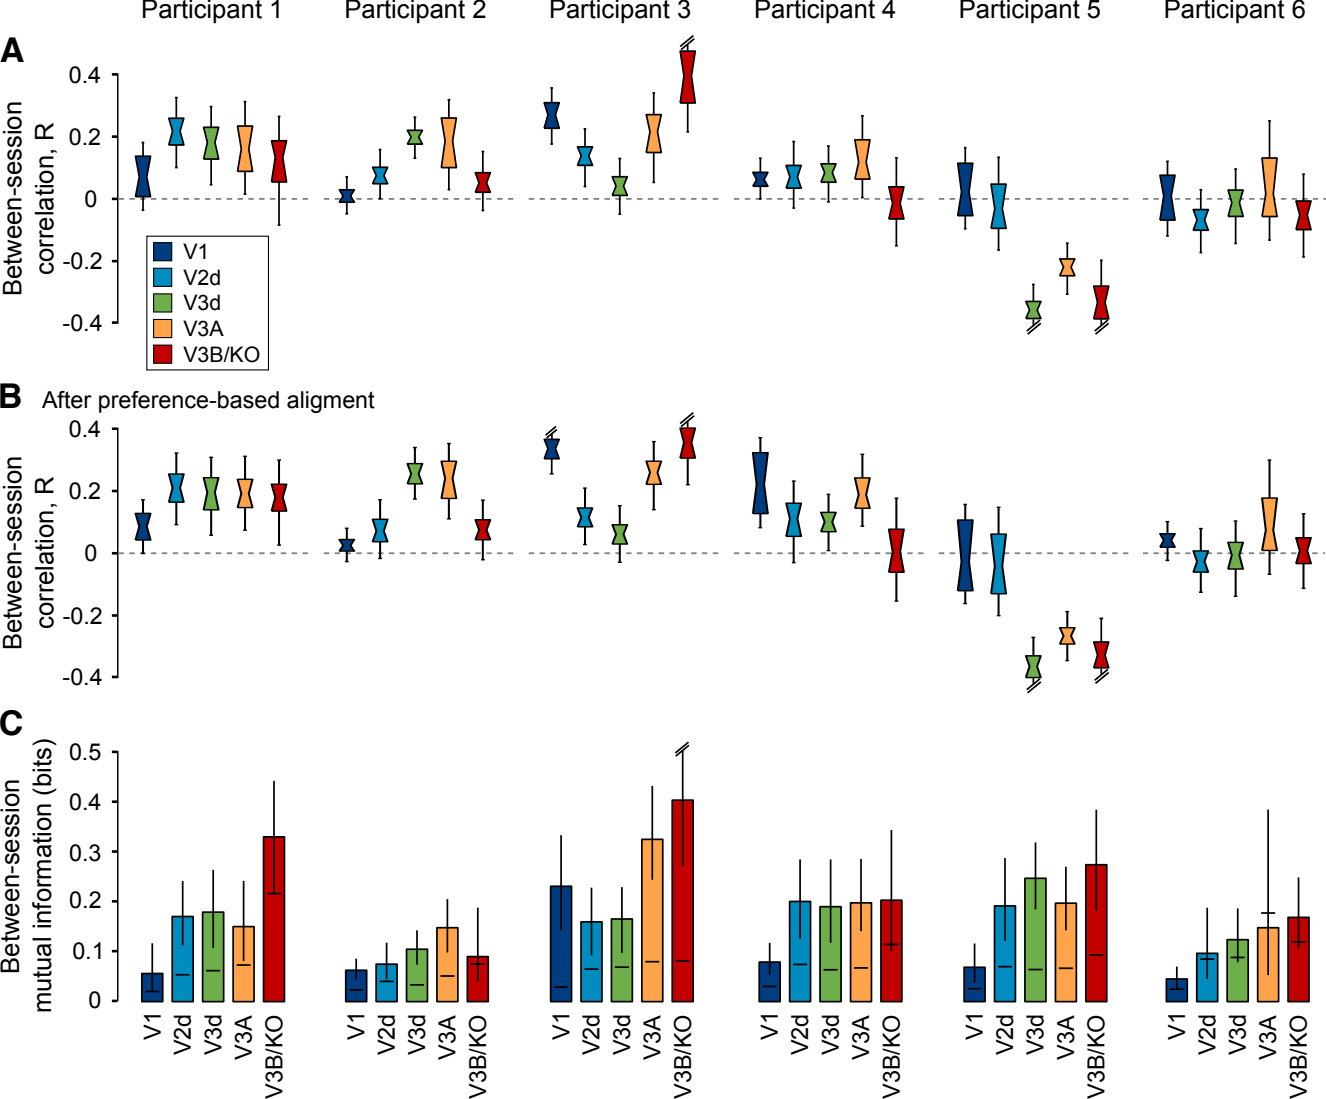 Participant 1 Participant 2 Participant 3 Participant 4 Participant 5 Participant 6
A
Between-session
correlation, R
0.4
0.2
0
-0.2
-0.4
V1
V2d
V3d
V3A
V3B/KO
B After preference-based aligment
Between-session
correlation, R
0.4
0.2
0
-0.2
-0.4
C
Between-session
mutual information (bits)
0.5
0.4
0.3
0.2
0.1
0
V1 V2d V3d V3A V3B/KO V1 V2d V3d V3A V3B/KO V1 V2d V3d V3A V3B/KO V1 V2d V3d V3A V3B/KO V1 V2d V3d V3A V3B/KO V1 V2d V3d V3A V3B/KO